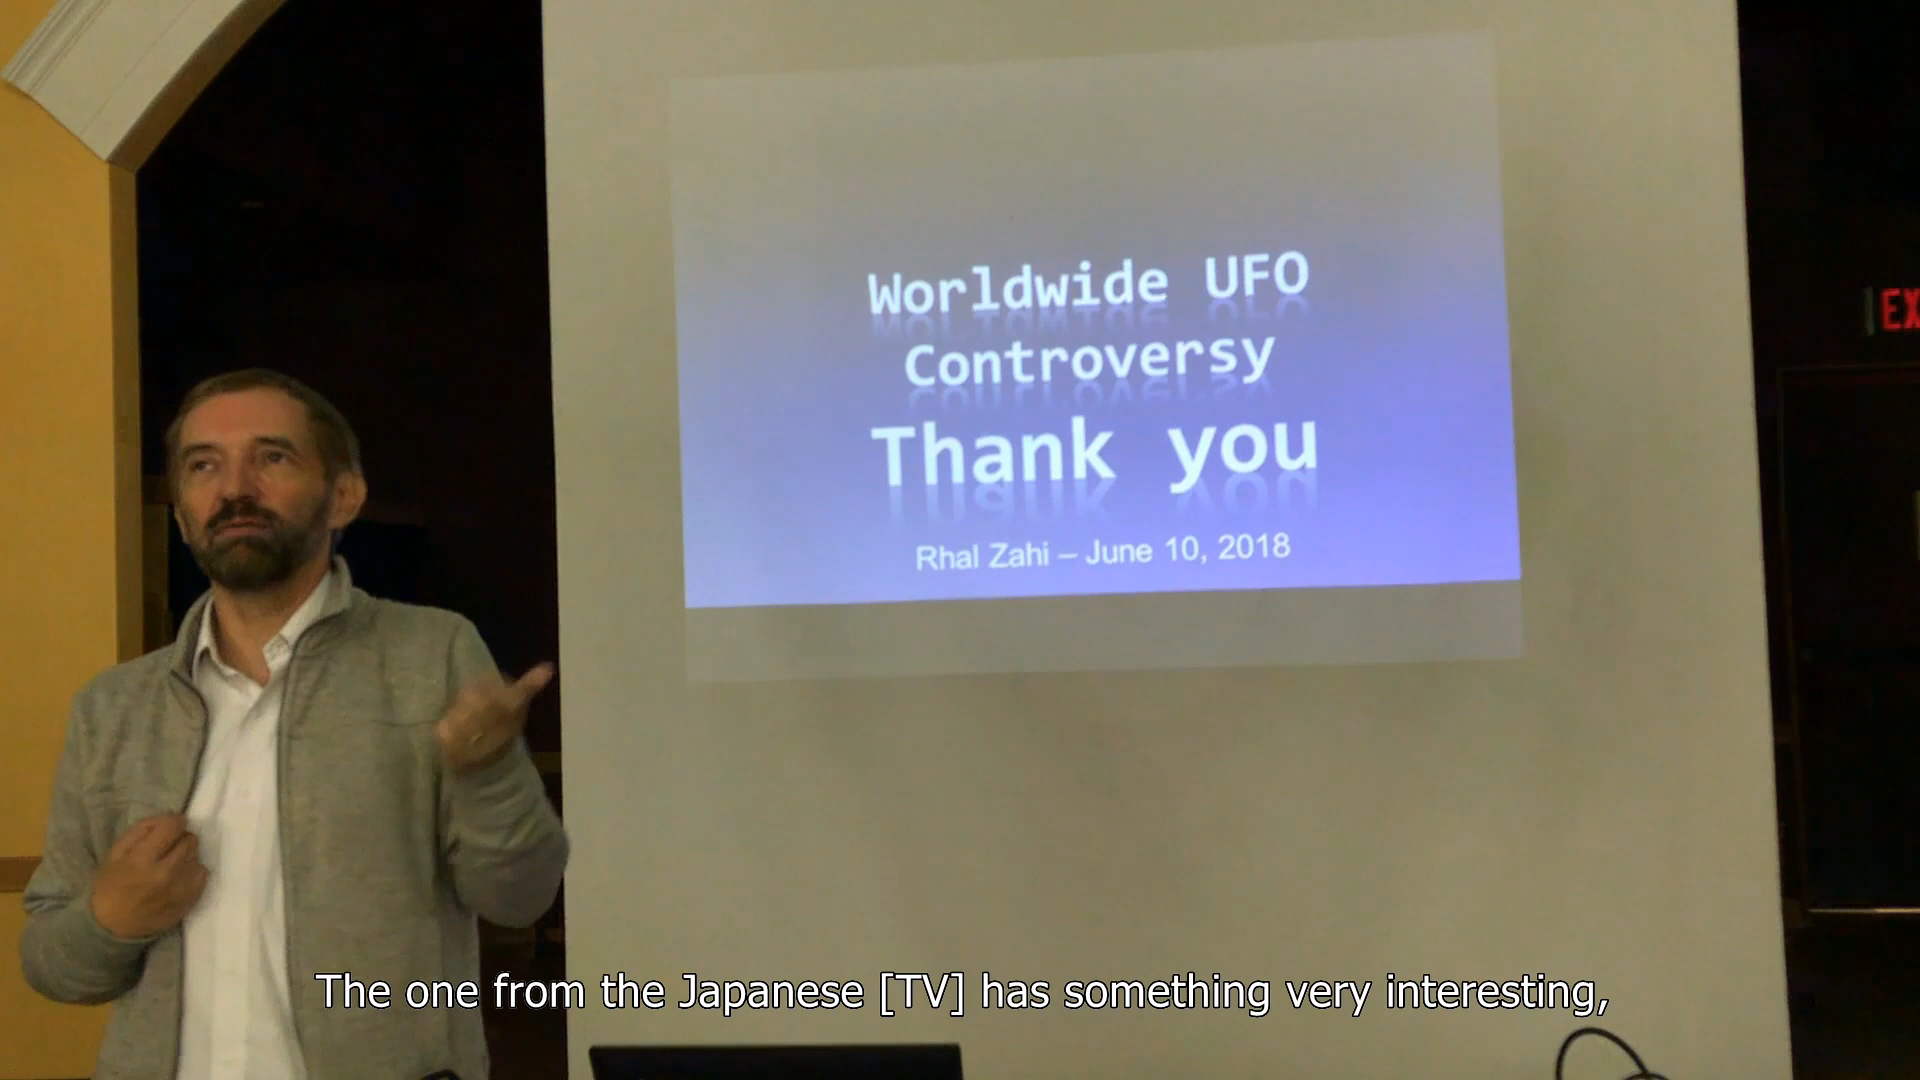 Worldwide UFO
Controversy
Thank you
Rhal Zahi – June 10, 2018
EX
The one from the Japanese [TV] has something very interesting,